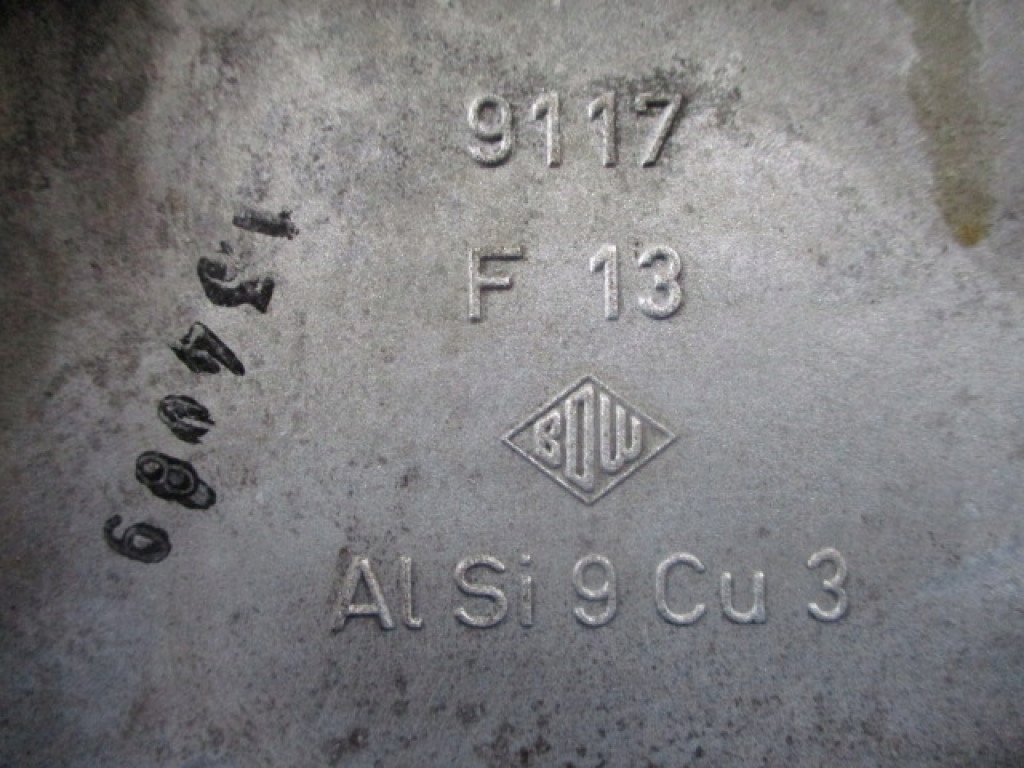 9117
F 13
BDW
Al Si 9 Cu 3